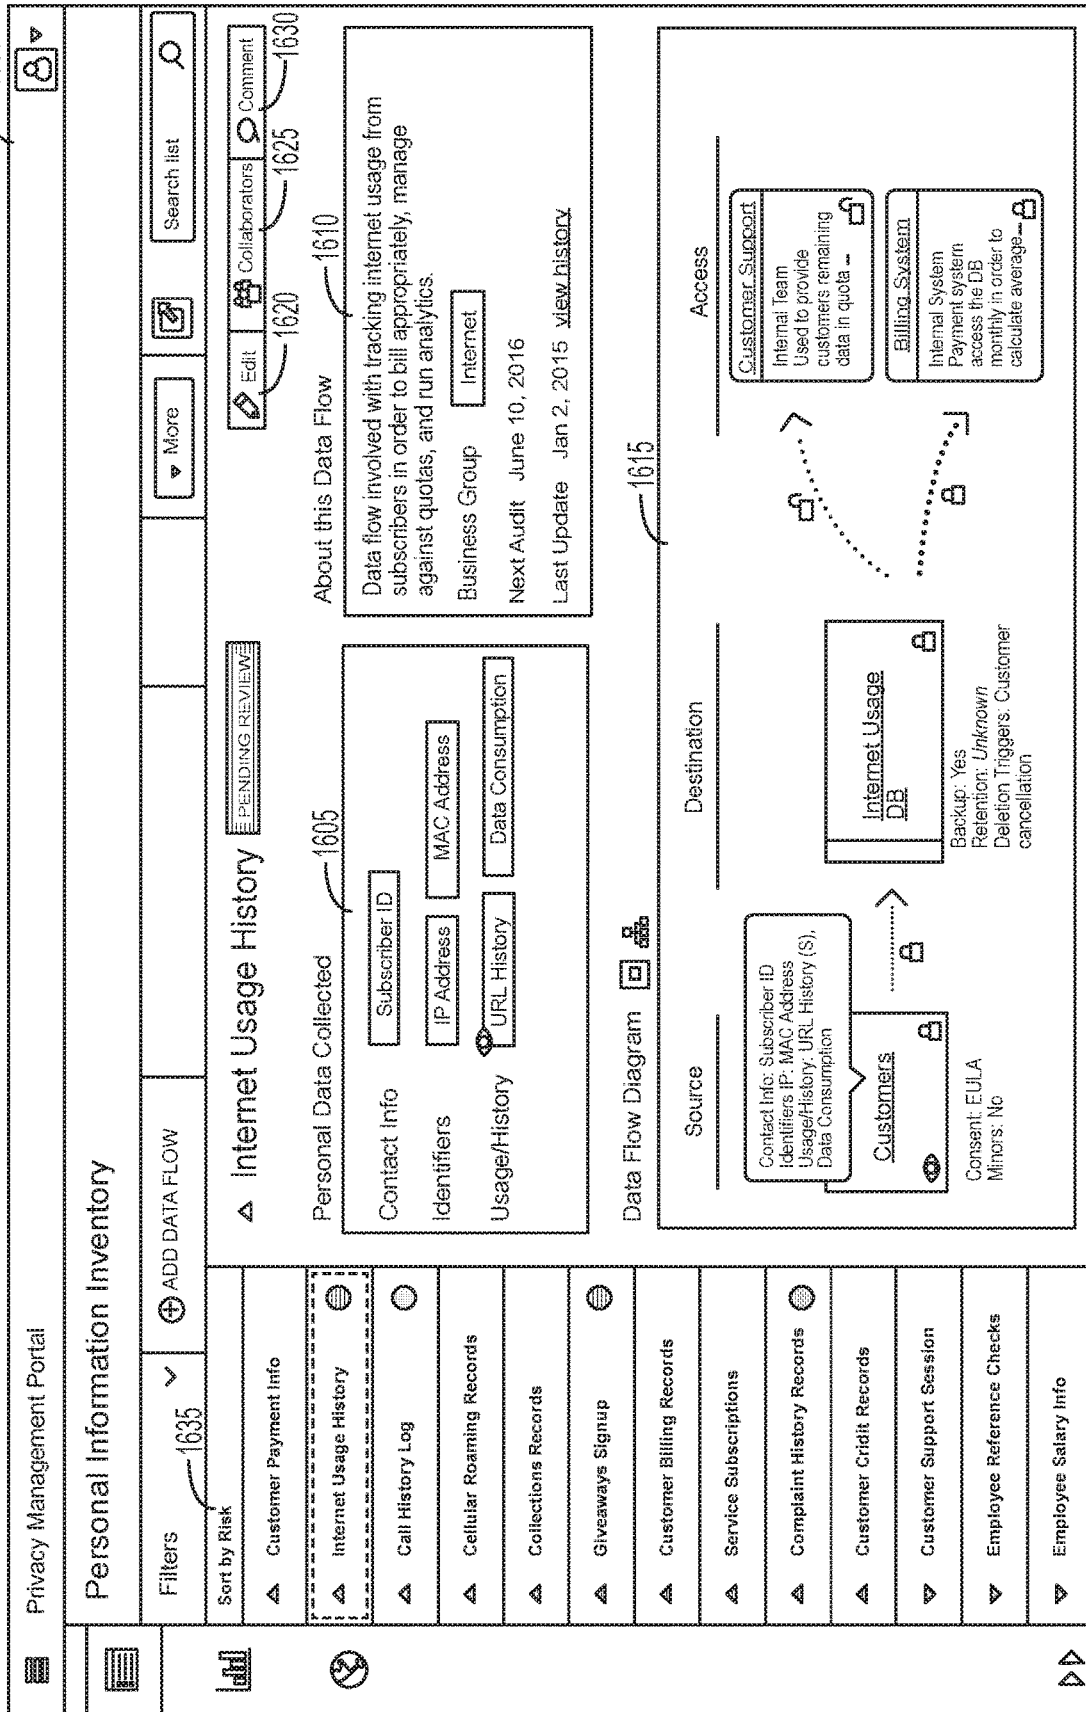 Privacy Management Portal
Personal Information Inventory
Filters
ADD DATA FLOW
More
Search list
1635
Sort by Risk
Customer Payment Info
Internet Usage History
Call History Log
Cellular Roaming Records
Collections Records
Giveaways Signup
Customer Billing Records
Service Subscriptions
Complaint History Records
Customer Cridit Records
Customer Support Session
Employee Reference Checks
Employee Salary Info
Internet Usage History
PENDING REVIEW
Edit
Collaborators
Comment
1620
1625
1630
Personal Data Collected
1605
Contact Info
Subscriber ID
Identifiers
IP Address
MAC Address
Usage/History
URL History
Data Consumption
About this Data Flow
1610
Data flow involved with tracking internet usage from
subscribers in order to bill appropriately, manage
against quotas, and run analytics.
Business Group
Internet
Next Audit June 10, 2016
Last Update Jan 2, 2015 view history
Data Flow Diagram
1615
Source
Destination
Access
Contact Info: Subscriber ID
Identifiers IP: MAC Address
Usage/History: URL History (S),
Data Consumption
Customers
Consent: EULA
Minors: No
Internet Usage
DB
Backup: Yes
Retention: Unknown
Deletion Triggers: Customer
cancellation
Customer Support
Internal Team
Used to provide
customers remaining
data in quota ...
Billing System
Internal System
Payment system
access the DB
monthly in order to
calculate average...